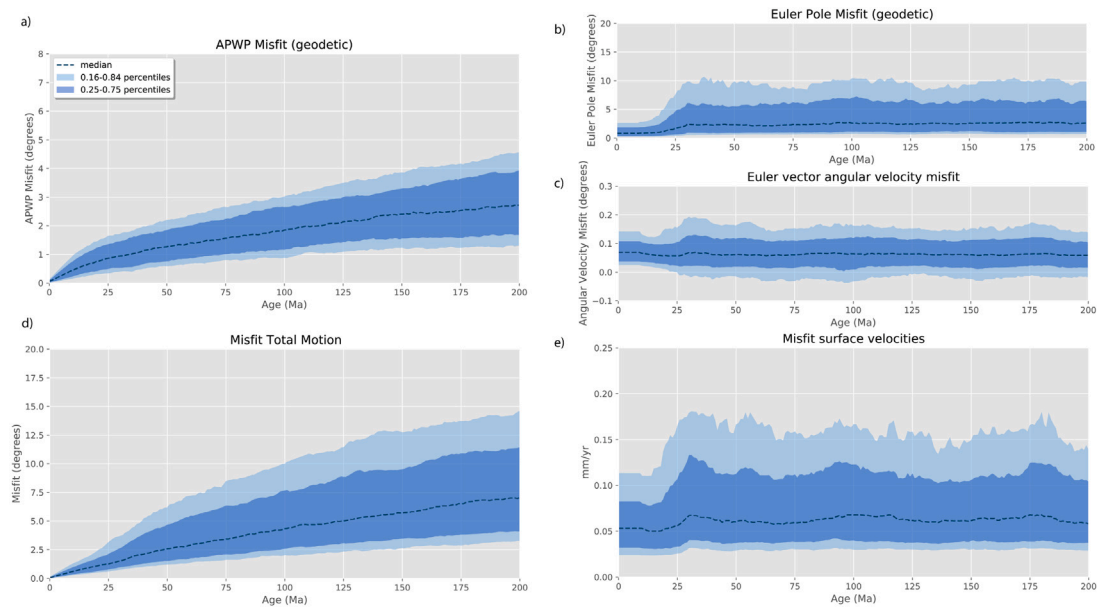 a)
APWP Misfit (geodetic)
8
7
6
5
4
3
2
1
0
APWP Misfit (degrees)
median
0.16-0.84 percentiles
0.25-0.75 percentiles
0 25 50 75 100 125 150 175 200
Age (Ma)
b)
Euler Pole Misfit (geodetic)
20
15
10
5
0
Euler Pole Misfit (degrees)
0 25 50 75 100 125 150 175 200
Age (Ma)
c)
Euler vector angular velocity misfit
0.3
0.2
0.1
0.0
−0.1
Angular Velocity Misfit (degrees)
0 25 50 75 100 125 150 175 200
Age (Ma)
d)
Misfit Total Motion
20.0
17.5
15.0
12.5
10.0
7.5
5.0
2.5
0.0
Misfit (degrees)
0 25 50 75 100 125 150 175 200
Age (Ma)
e)
Misfit surface velocities
0.25
0.20
0.15
0.10
0.05
0.00
mm/yr
0 25 50 75 100 125 150 175 200
Age (Ma)